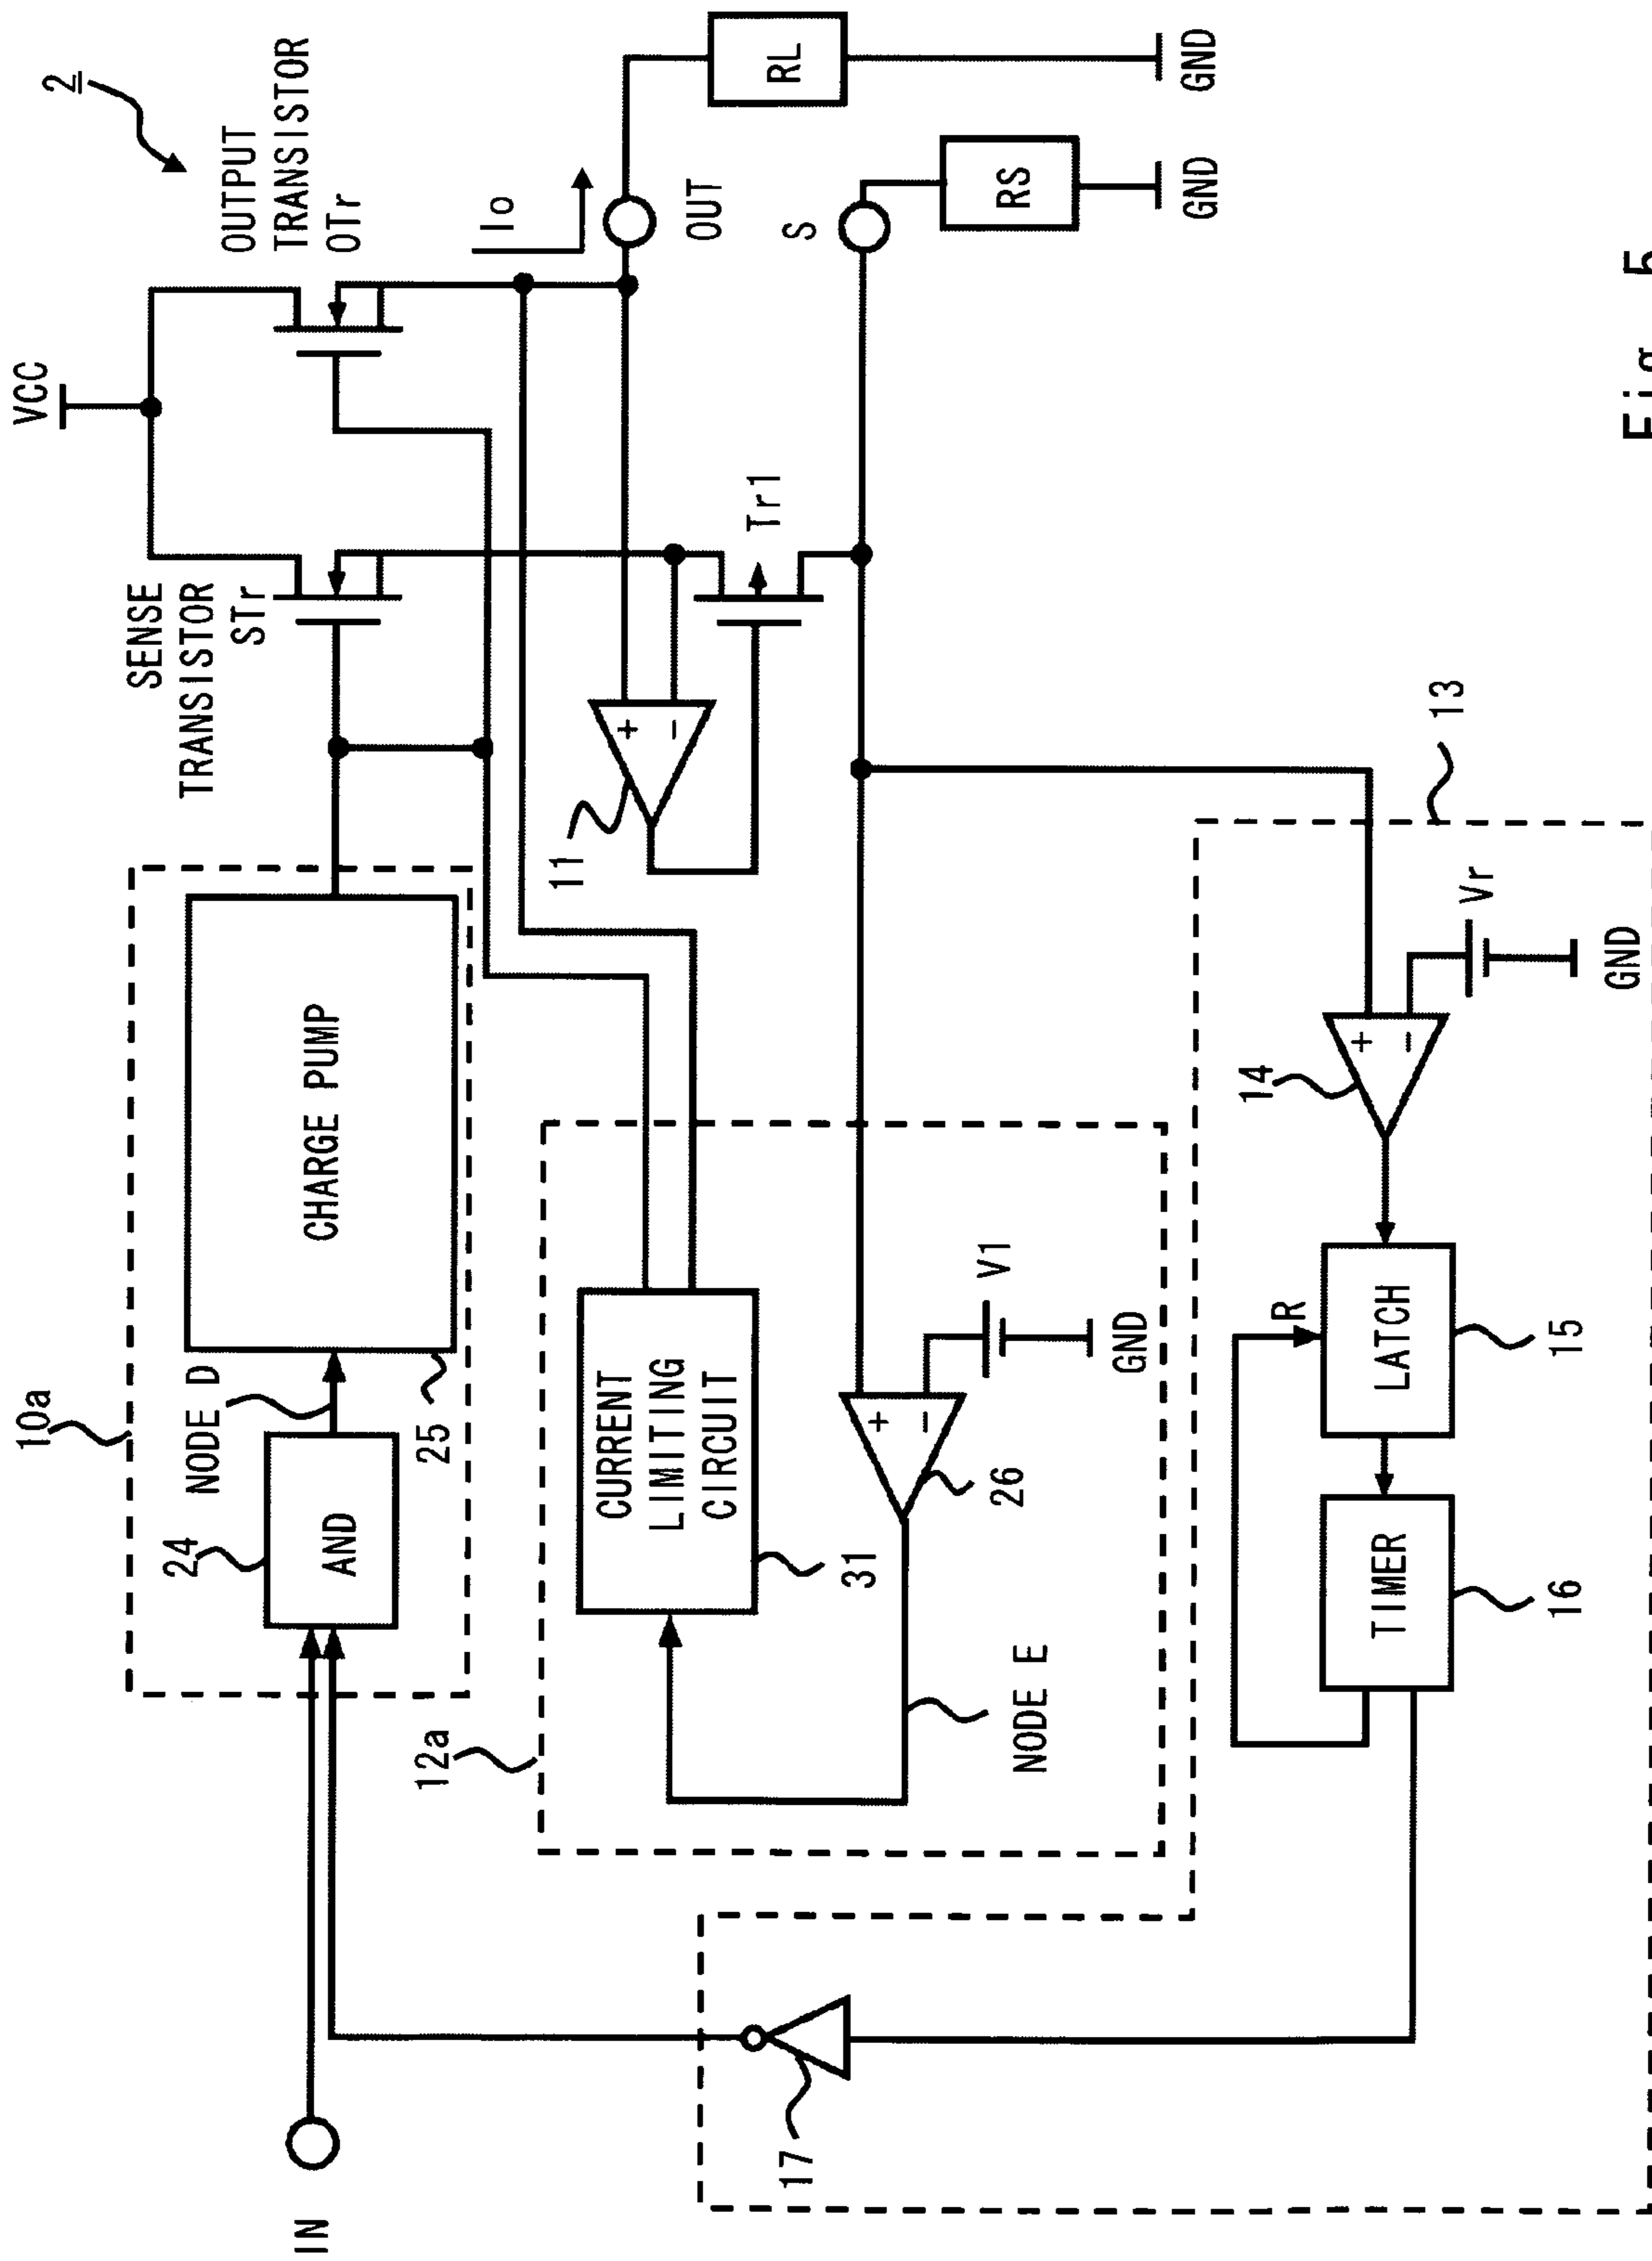 2
VCC
OUTPUT
TRANSISTOR
OTr
SENSE
TRANSISTOR
STr
Io
OUT
RL
GND
S
RS
GND
Tr1
11
10a
NODE D
24
AND
25
CHARGE PUMP
IN
12a
CURRENT
LIMITING
CIRCUIT
31
26
+
-
V1
GND
NODE E
+
-
13
14
+
-
Vr
GND
R
LATCH
15
TIMER
16
17
Fig. 5